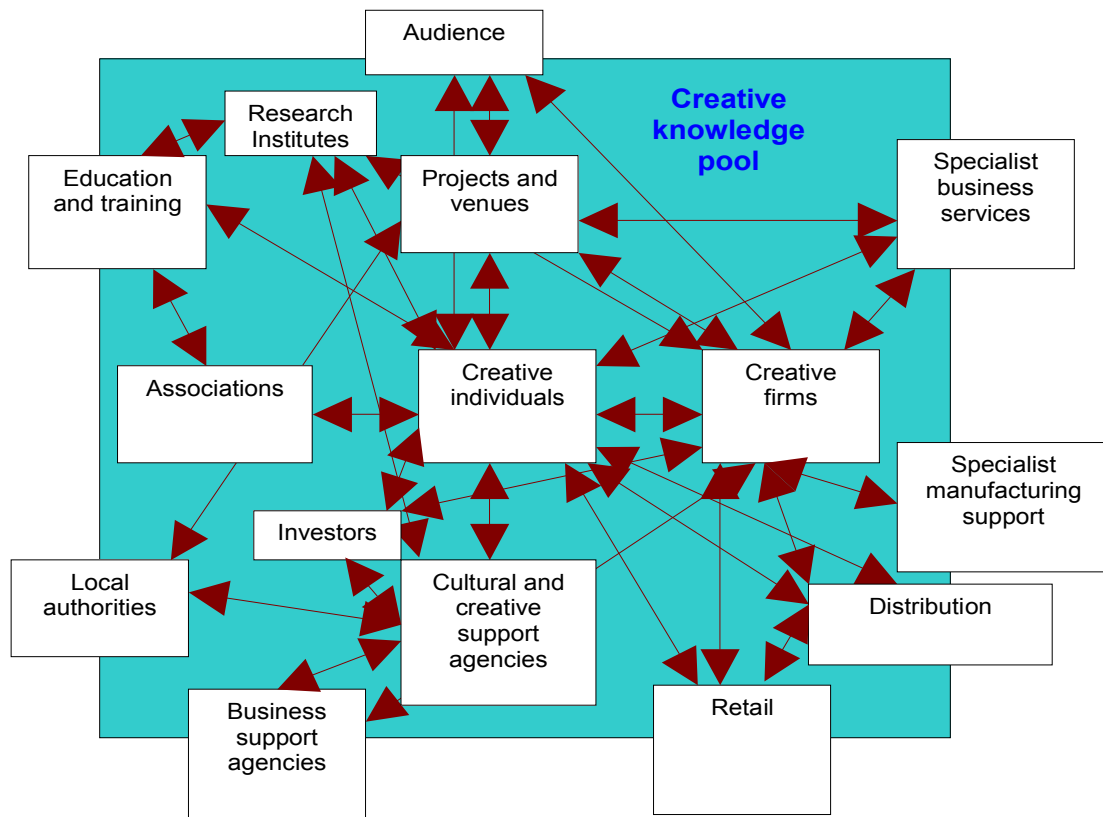 Audience
Creative
knowledge
pool
Research
Institutes
Education
and training
Projects and
venues
Specialist
business
services
Associations
Creative
individuals
Creative
firms
Specialist
manufacturing
support
Investors
Local
authorities
Cultural and
creative
support
agencies
Distribution
Business
support
agencies
Retail